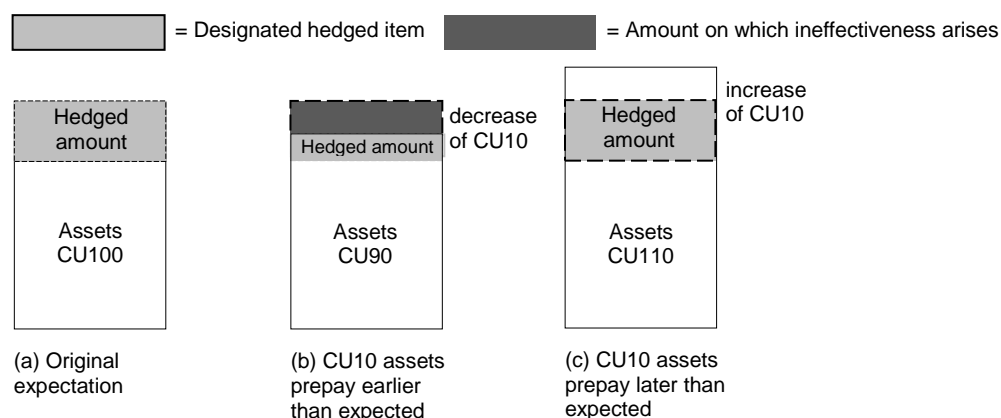 = Designated hedged item
= Amount on which ineffectiveness arises
Hedged
amount
Assets
CU100
(a) Original
expectation
decrease
of CU10
Hedged amount
Assets
CU90
(b) CU10 assets
prepay earlier
than expected
increase
of CU10
Hedged
amount
Assets
CU110
(c) CU10 assets
prepay later than
expected